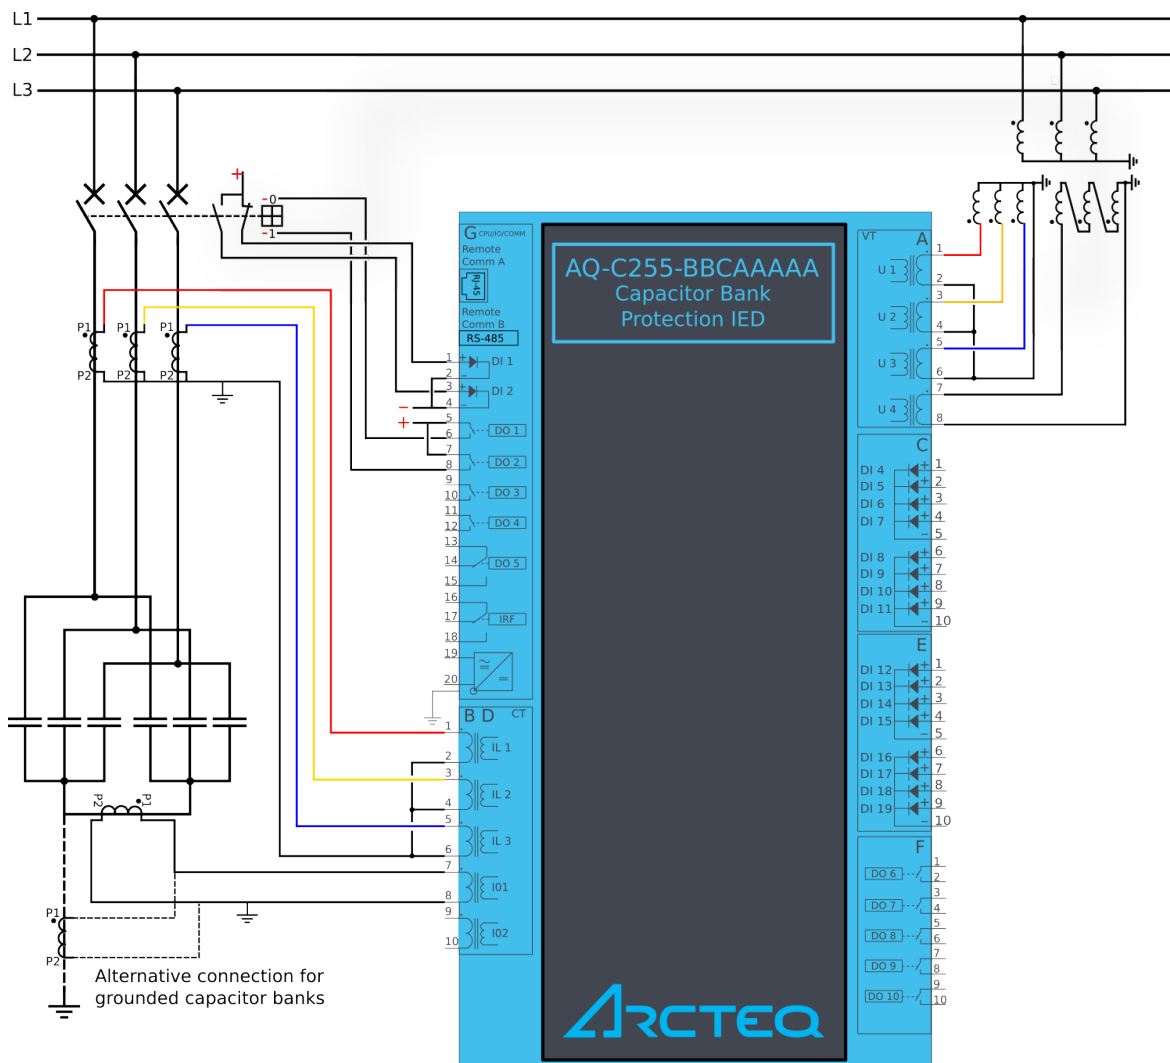 L1
L2
L3
+
-0
-1
P1
P1
P1
P2
P2
P2
G CPU/IO/COMM
Remote
Comm A
RJ-45
Remote
Comm B
RS-485
1 + DI 1
2 -
3 + DI 2
4 -
-
5
+
6 DO 1
7
8 DO 2
9
10 DO 3
11
12 DO 4
13
14 DO 5
15
16
17 IRF
18
19
20
B D CT
1
IL 1
2
3
IL 2
4
5
IL 3
6
7
I01
8
9
I02
10
P2 P1
P1
P2
Alternative connection for
grounded capacitor banks
AQ-C255-BBCAAAAA
Capacitor Bank
Protection IED
ARCTEQ
VT A
1
U 1
2
3
U 2
4
5
U 3
6
7
U 4
8
C
DI 4 + 1
DI 5 + 2
DI 6 + 3
DI 7 + 4
- 5
DI 8 + 6
DI 9 + 7
DI 10 + 8
DI 11 + 9
- 10
E
DI 12 + 1
DI 13 + 2
DI 14 + 3
DI 15 + 4
- 5
DI 16 + 6
DI 17 + 7
DI 18 + 8
DI 19 + 9
- 10
F
1
DO 6 2
3
DO 7 4
5
DO 8 6
7
DO 9 8
9
DO 10 10